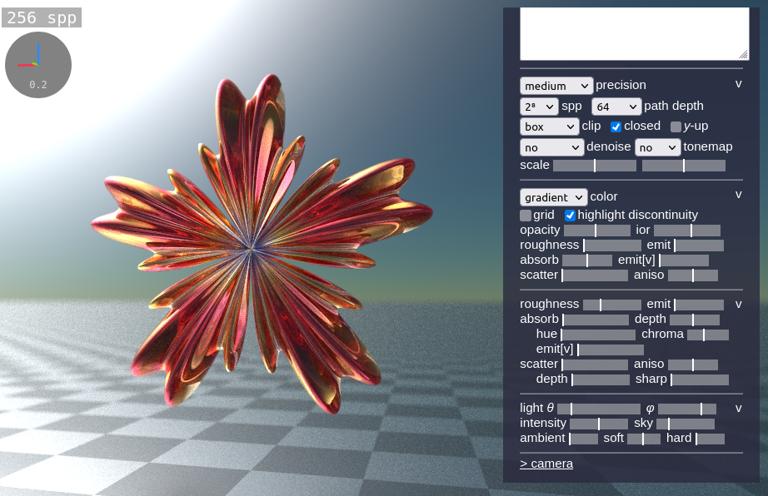 256 spp
0.2
medium precision v
2⁸ spp 64 path depth
box clip closed y-up
no denoise no tonemap
scale
gradient color v
grid highlight discontinuity
opacity ior
roughness emit
absorb emit[v]
scatter aniso
roughness emit v
absorb depth
hue chroma
emit[v]
scatter aniso
depth sharp
light θ φ v
intensity sky
ambient soft hard
> camera